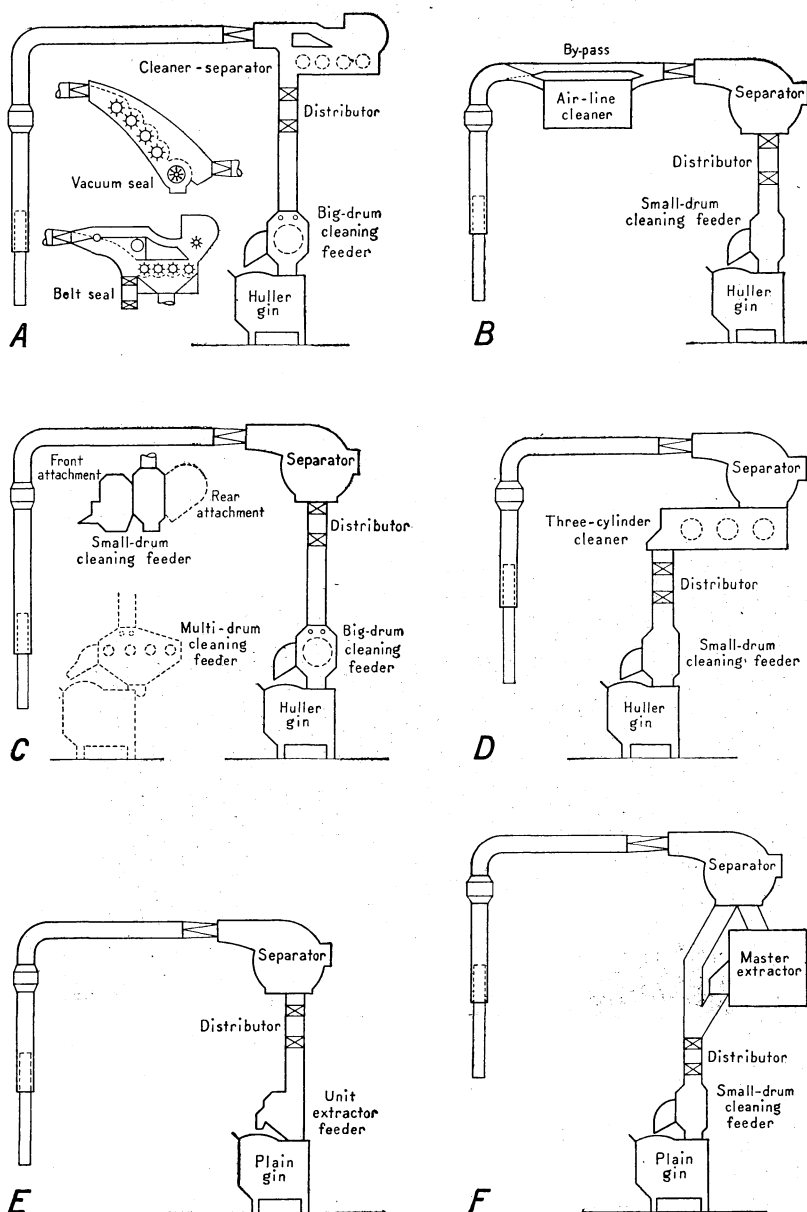 Cleaner-separator
Distributor
Vacuum seal
Big-drum
cleaning
feeder
Belt seal
Huller
gin
A
By-pass
Air-line
cleaner
Separator
Distributor
Small-drum
cleaning feeder
Huller
gin
B
Front
attachment
Separator
Rear
attachment
Small-drum
cleaning feeder
Distributor
Multi-drum
cleaning
feeder
Big-drum
cleaning
feeder
Huller
gin
C
Separator
Three-cylinder
cleaner
Distributor
Small-drum
cleaning feeder
Huller
gin
D
Separator
Distributor
Unit
extractor
feeder
Plain
gin
E
Separator
Master
extractor
Distributor
Small-drum
cleaning
feeder
Plain
gin
F